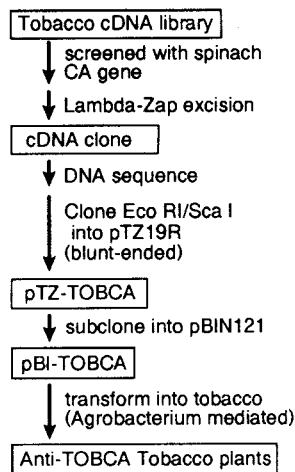 Tobacco cDNA library
screened with spinach
CA gene
Lambda-Zap excision
cDNA clone
DNA sequence
Clone Eco RI/Sca I
into pTZ19R
(blunt-ended)
pTZ-TOBCA
subclone into pBIN121
pBI-TOBCA
transform into tobacco
(Agrobacterium mediated)
Anti-TOBCA Tobacco plants